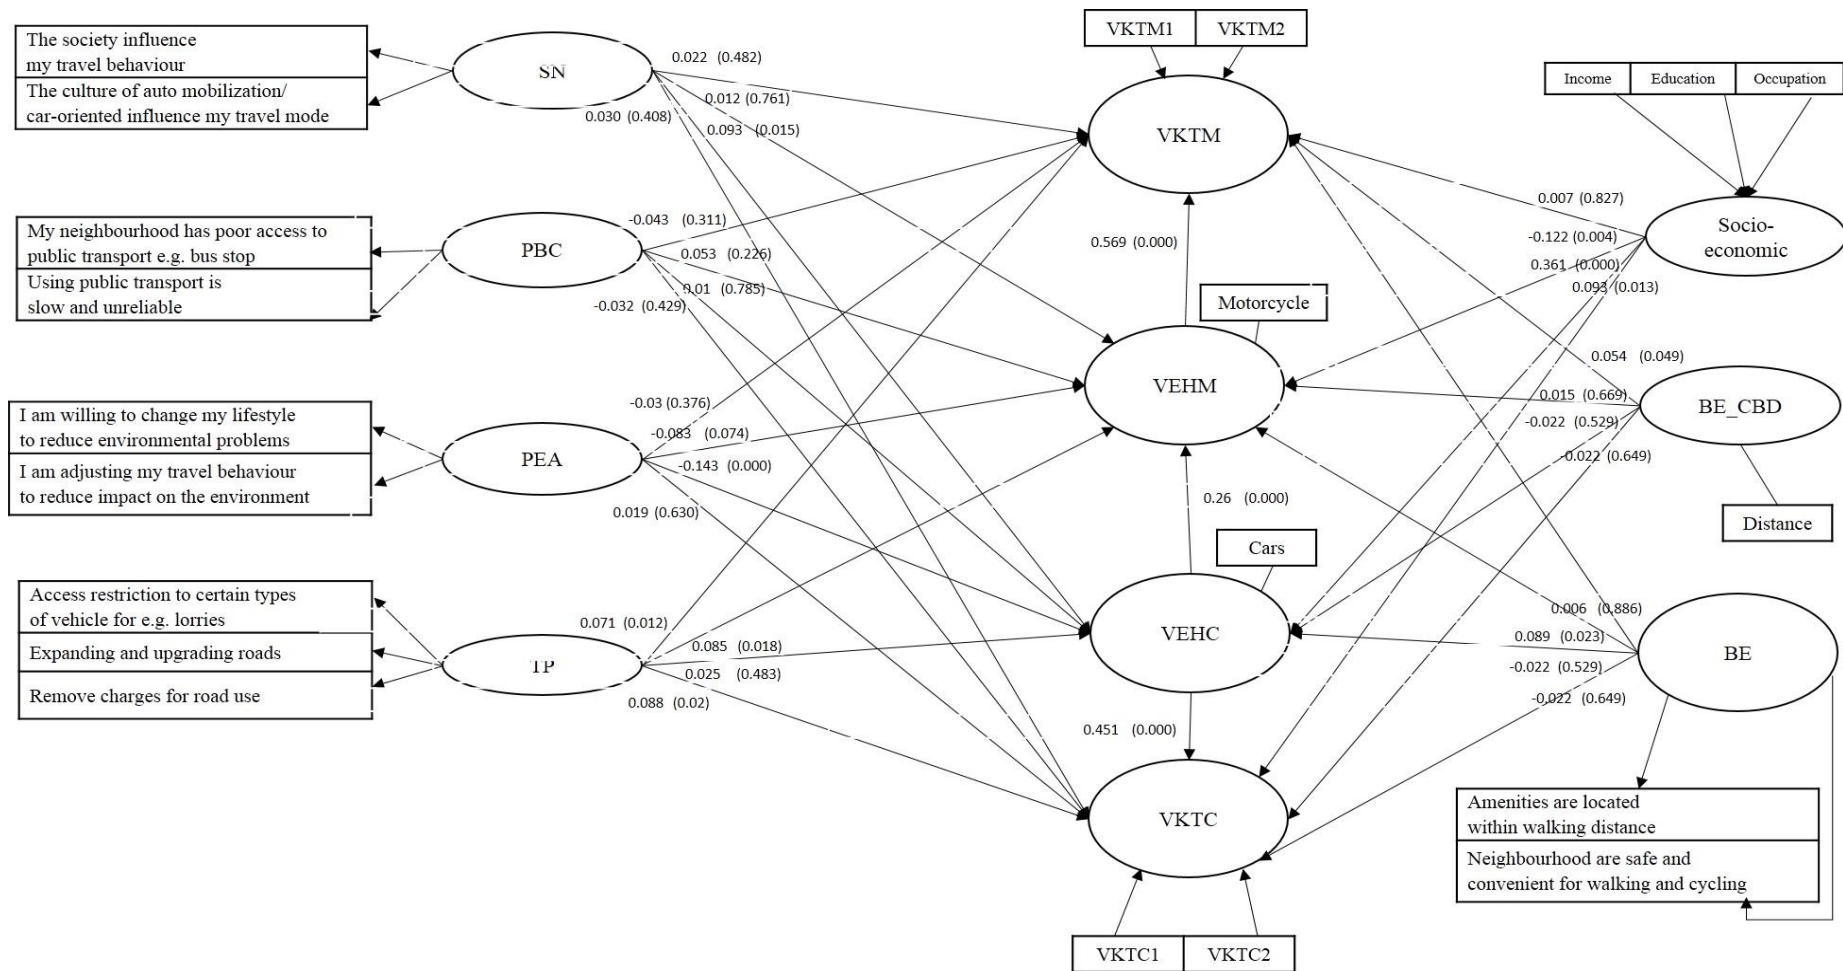 The society influence
my travel behaviour
The culture of auto mobilization/
car-oriented influence my travel mode
SN
0.022 (0.482)
0.012 (0.761)
0.030 (0.408)
0.093 (0.015)
VKTM1 VKTM2
VKTM
Income Education Occupation
Socio-
economic
0.007 (0.827)
-0.122 (0.004)
0.361 (0.000)
0.093 (0.013)
My neighbourhood has poor access to
public transport e.g. bus stop
Using public transport is
slow and unreliable
PBC
-0.043 (0.311)
0.053 (0.226)
0.01 (0.785)
-0.032 (0.429)
0.569 (0.000)
Motorcycle
VEHM
0.054 (0.049)
0.015 (0.669)
-0.022 (0.529)
-0.022 (0.649)
BE_CBD
Distance
I am willing to change my lifestyle
to reduce environmental problems
I am adjusting my travel behaviour
to reduce impact on the environment
PEA
-0.03 (0.376)
-0.083 (0.074)
-0.143 (0.000)
0.019 (0.630)
0.26 (0.000)
Cars
VEHC
Access restriction to certain types
of vehicle for e.g. lorries
Expanding and upgrading roads
Remove charges for road use
TP
0.071 (0.012)
0.085 (0.018)
0.025 (0.483)
0.088 (0.02)
0.451 (0.000)
0.006 (0.886)
0.089 (0.023)
-0.022 (0.529)
-0.022 (0.649)
BE
VKTC
Amenities are located
within walking distance
Neighbourhood are safe and
convenient for walking and cycling
VKTC1 VKTC2